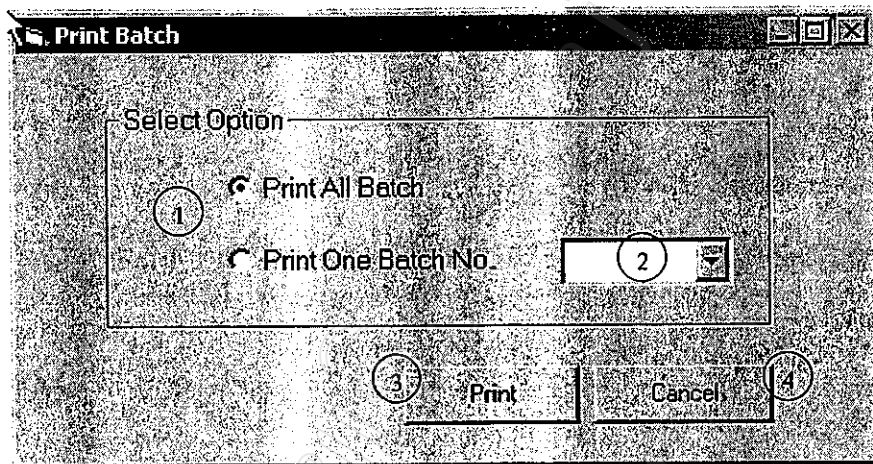 Print Batch
Select Option
1
Print All Batch
Print One Batch No.
2
3
Print
Cancel
4